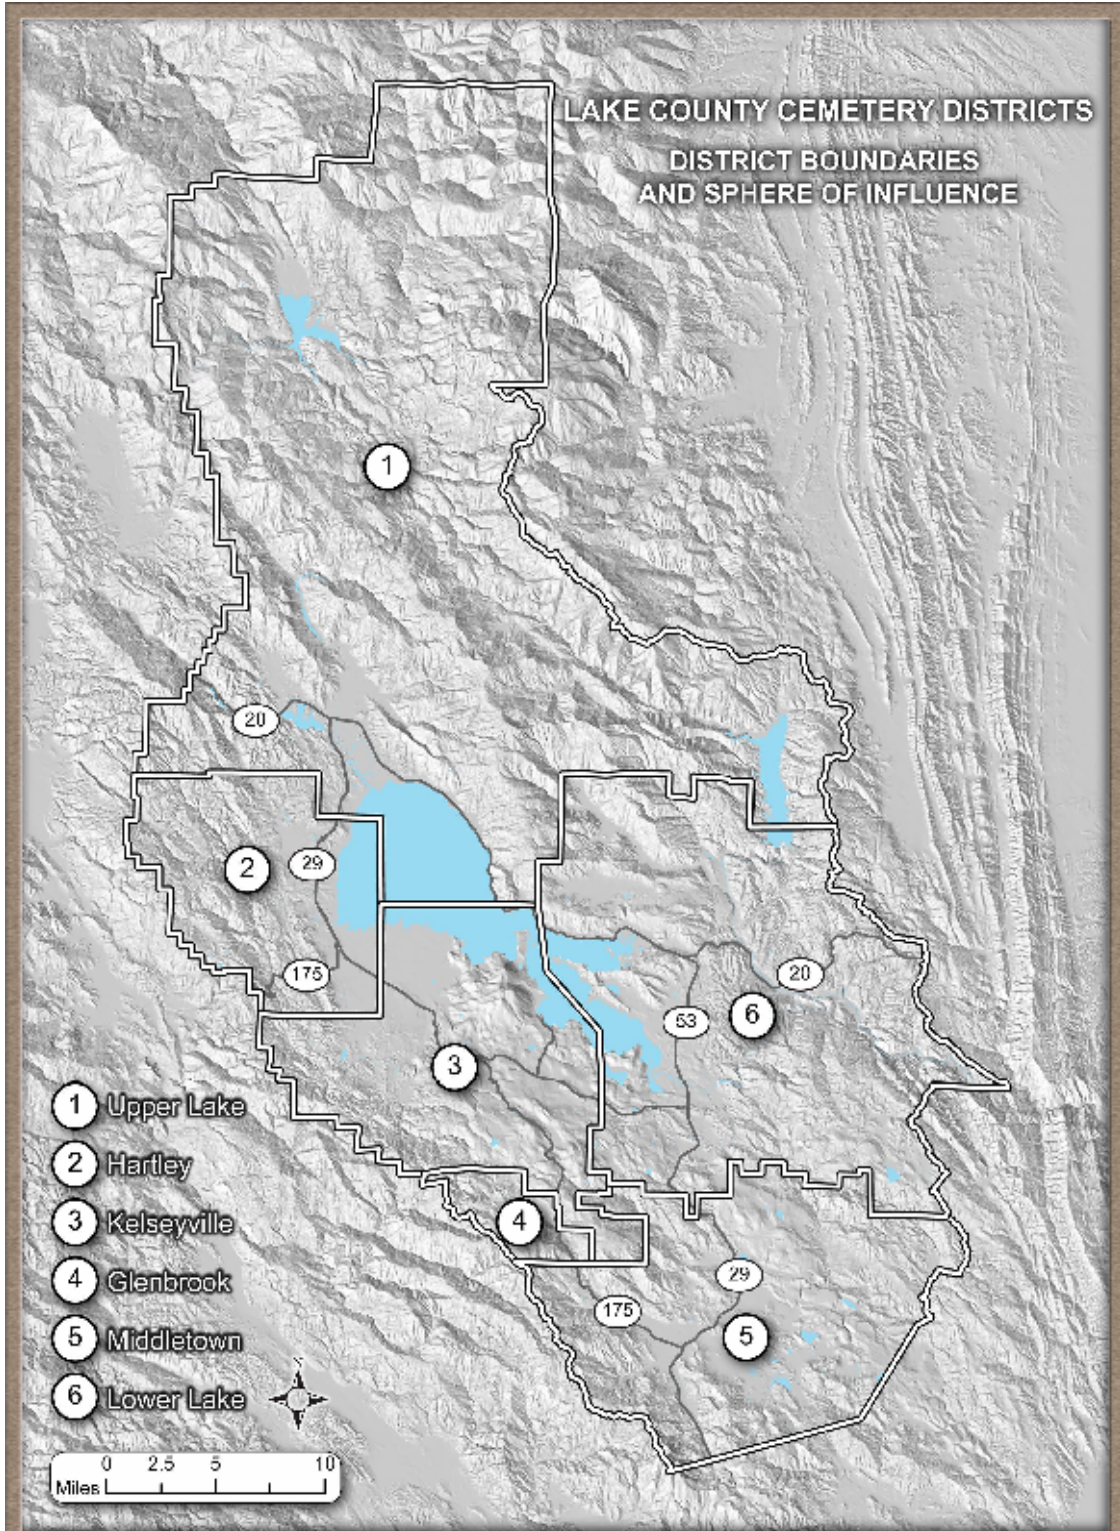 LAKE COUNTY CEMETERY DISTRICTS
DISTRICT BOUNDARIES
AND SPHERE OF INFLUENCE
1
20
2
29
175
20
6
53
3
4
29
175
5
1 Upper Lake
2 Hartley
3 Kelseyville
4 Glenbrook
5 Middletown
6 Lower Lake
N
0 2.5 5 10
Miles